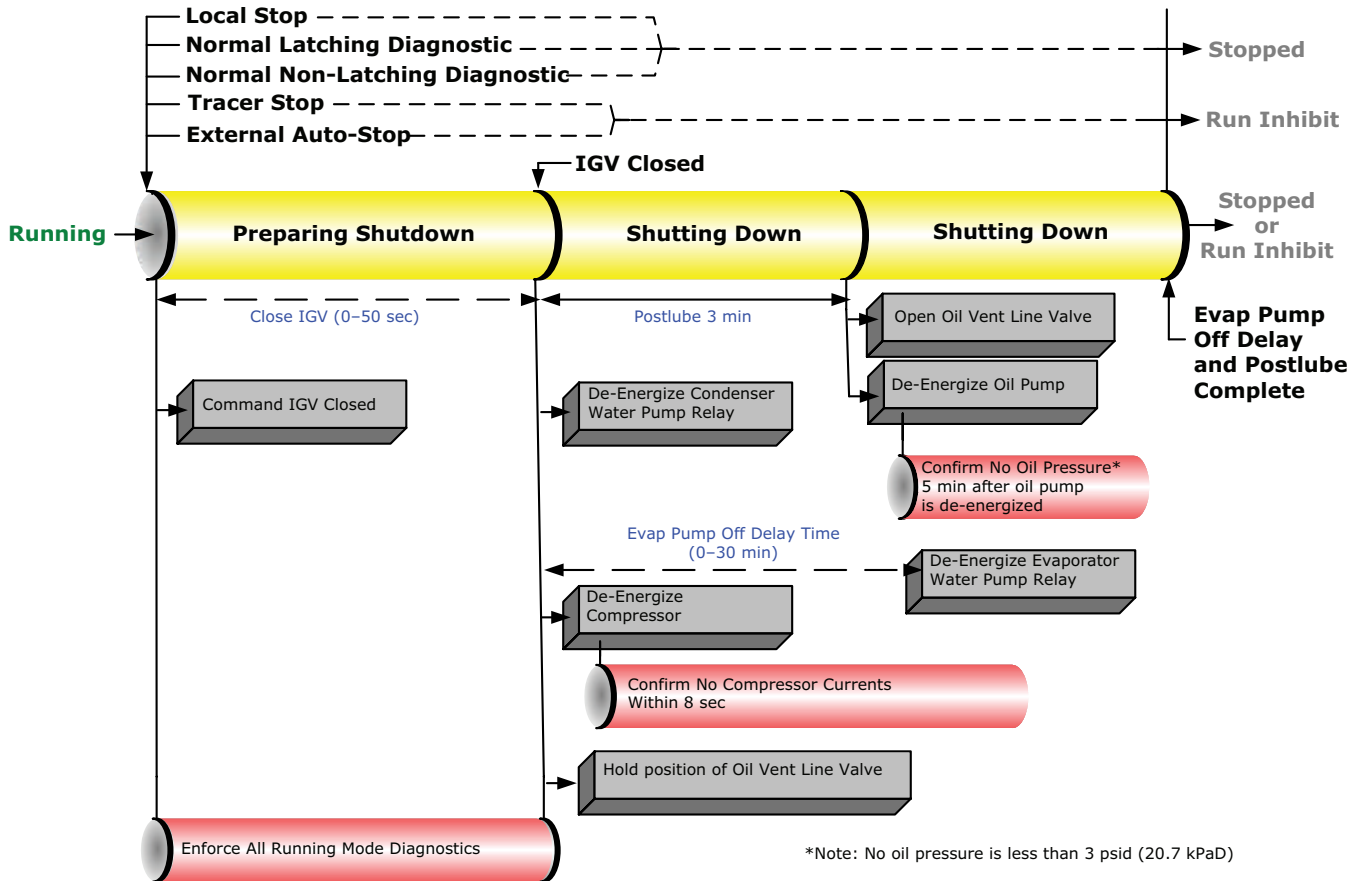 Local Stop
Normal Latching Diagnostic
Stopped
Normal Non-Latching Diagnostic
Tracer Stop
Run Inhibit
External Auto-Stop
IGV Closed
Running
Preparing Shutdown
Shutting Down
Shutting Down
Stopped
or
Run Inhibit
Close IGV (0–50 sec)
Postlube 3 min
Open Oil Vent Line Valve
Evap Pump
Off Delay
and Postlube
Complete
Command IGV Closed
De-Energize Condenser
Water Pump Relay
De-Energize Oil Pump
Confirm No Oil Pressure*
5 min after oil pump
is de-energized
Evap Pump Off Delay Time
(0–30 min)
De-Energize Evaporator
Water Pump Relay
De-Energize
Compressor
Confirm No Compressor Currents
Within 8 sec
Hold position of Oil Vent Line Valve
Enforce All Running Mode Diagnostics
*Note: No oil pressure is less than 3 psid (20.7 kPaD)